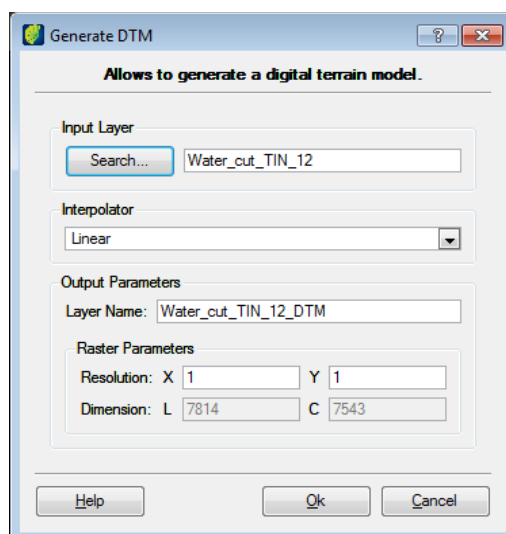 Generate DTM
Allows to generate a digital terrain model.
Input Layer
Search... Water_cut_TIN_12
Interpolator
Linear
Output Parameters
Layer Name: Water_cut_TIN_12_DTM
Raster Parameters
Resolution: X 1 Y 1
Dimension: L 7814 C 7543
Help Ok Cancel